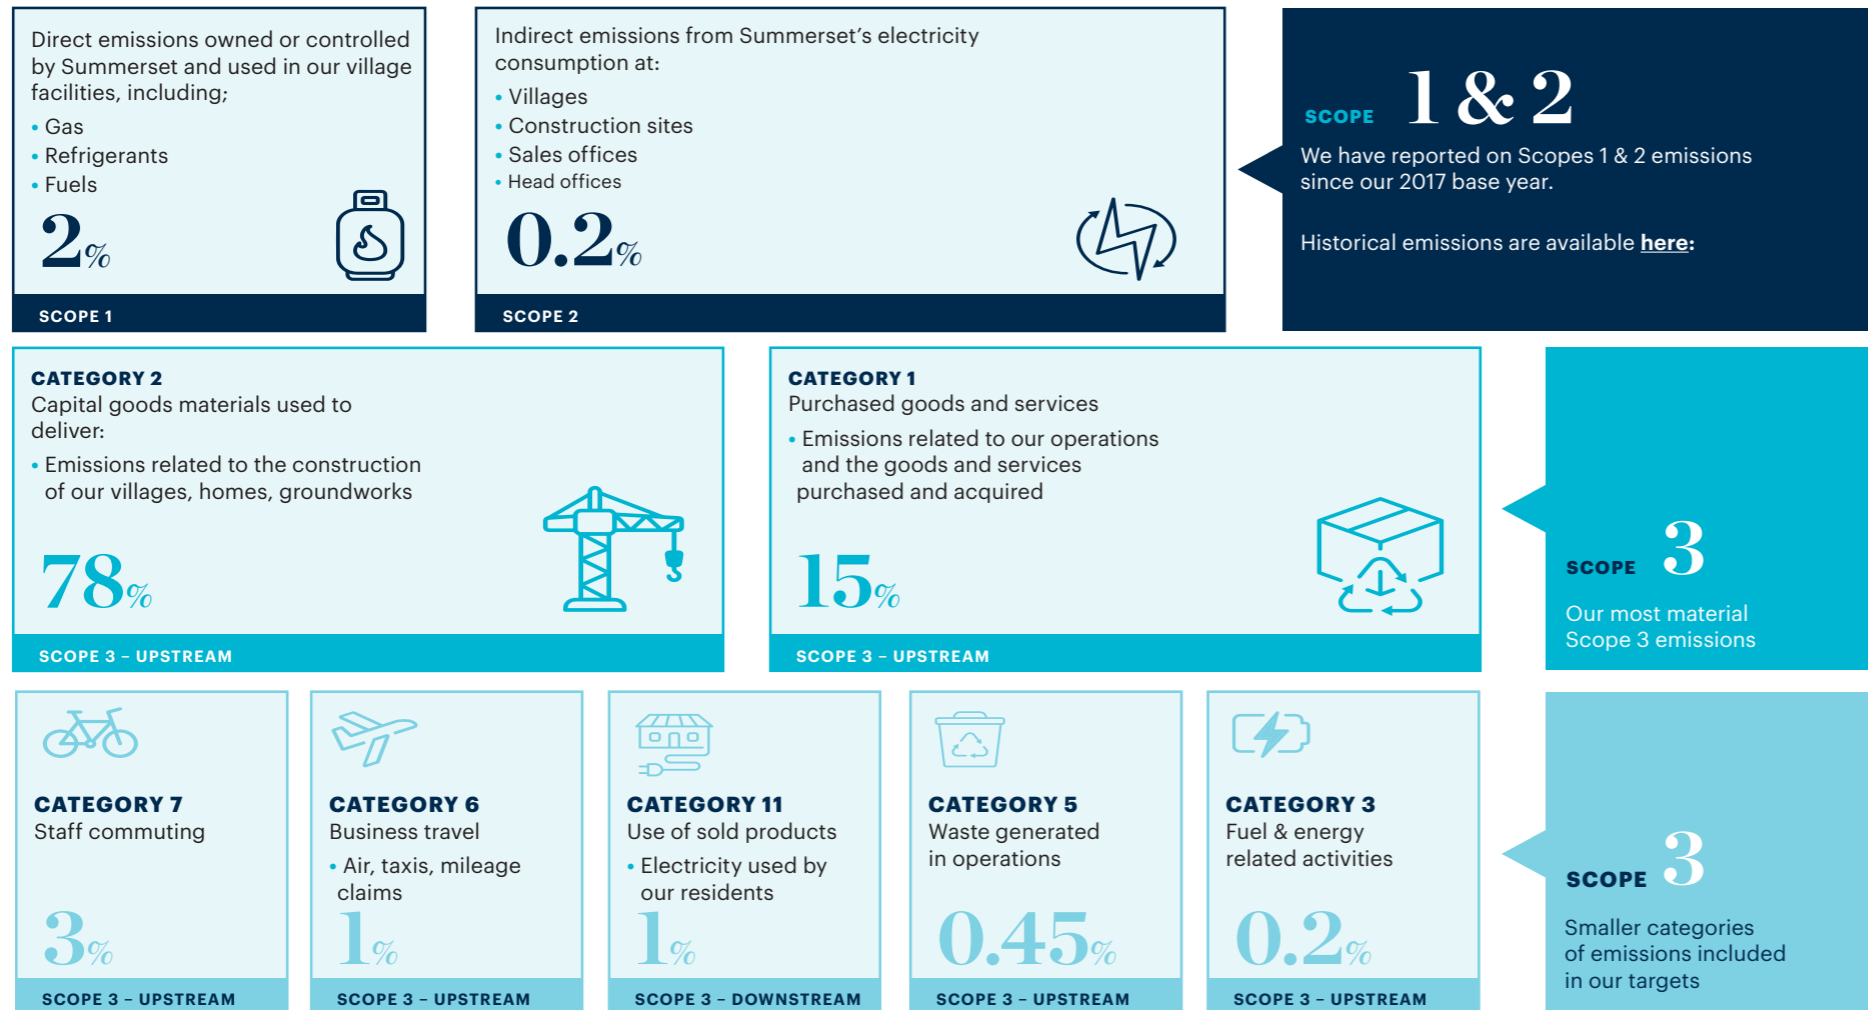 Direct emissions owned or controlled
by Summerset and used in our village
facilities, including;
• Gas
• Refrigerants
• Fuels
2%
SCOPE 1
Indirect emissions from Summerset's electricity
consumption at:
• Villages
• Construction sites
• Sales offices
• Head offices
0.2%
SCOPE 2
SCOPE 1 & 2
We have reported on Scopes 1 & 2 emissions
since our 2017 base year.
Historical emissions are available here:
CATEGORY 2
Capital goods materials used to
deliver:
• Emissions related to the construction
of our villages, homes, groundworks
78%
SCOPE 3 – UPSTREAM
CATEGORY 1
Purchased goods and services
• Emissions related to our operations
and the goods and services
purchased and acquired
15%
SCOPE 3 – UPSTREAM
SCOPE 3
Our most material
Scope 3 emissions
CATEGORY 7
Staff commuting
3%
SCOPE 3 – UPSTREAM
CATEGORY 6
Business travel
• Air, taxis, mileage
claims
1%
SCOPE 3 – UPSTREAM
CATEGORY 11
Use of sold products
• Electricity used by
our residents
1%
SCOPE 3 – DOWNSTREAM
CATEGORY 5
Waste generated
in operations
0.45%
SCOPE 3 – UPSTREAM
CATEGORY 3
Fuel & energy
related activities
0.2%
SCOPE 3 – UPSTREAM
SCOPE 3
Smaller categories
of emissions included
in our targets